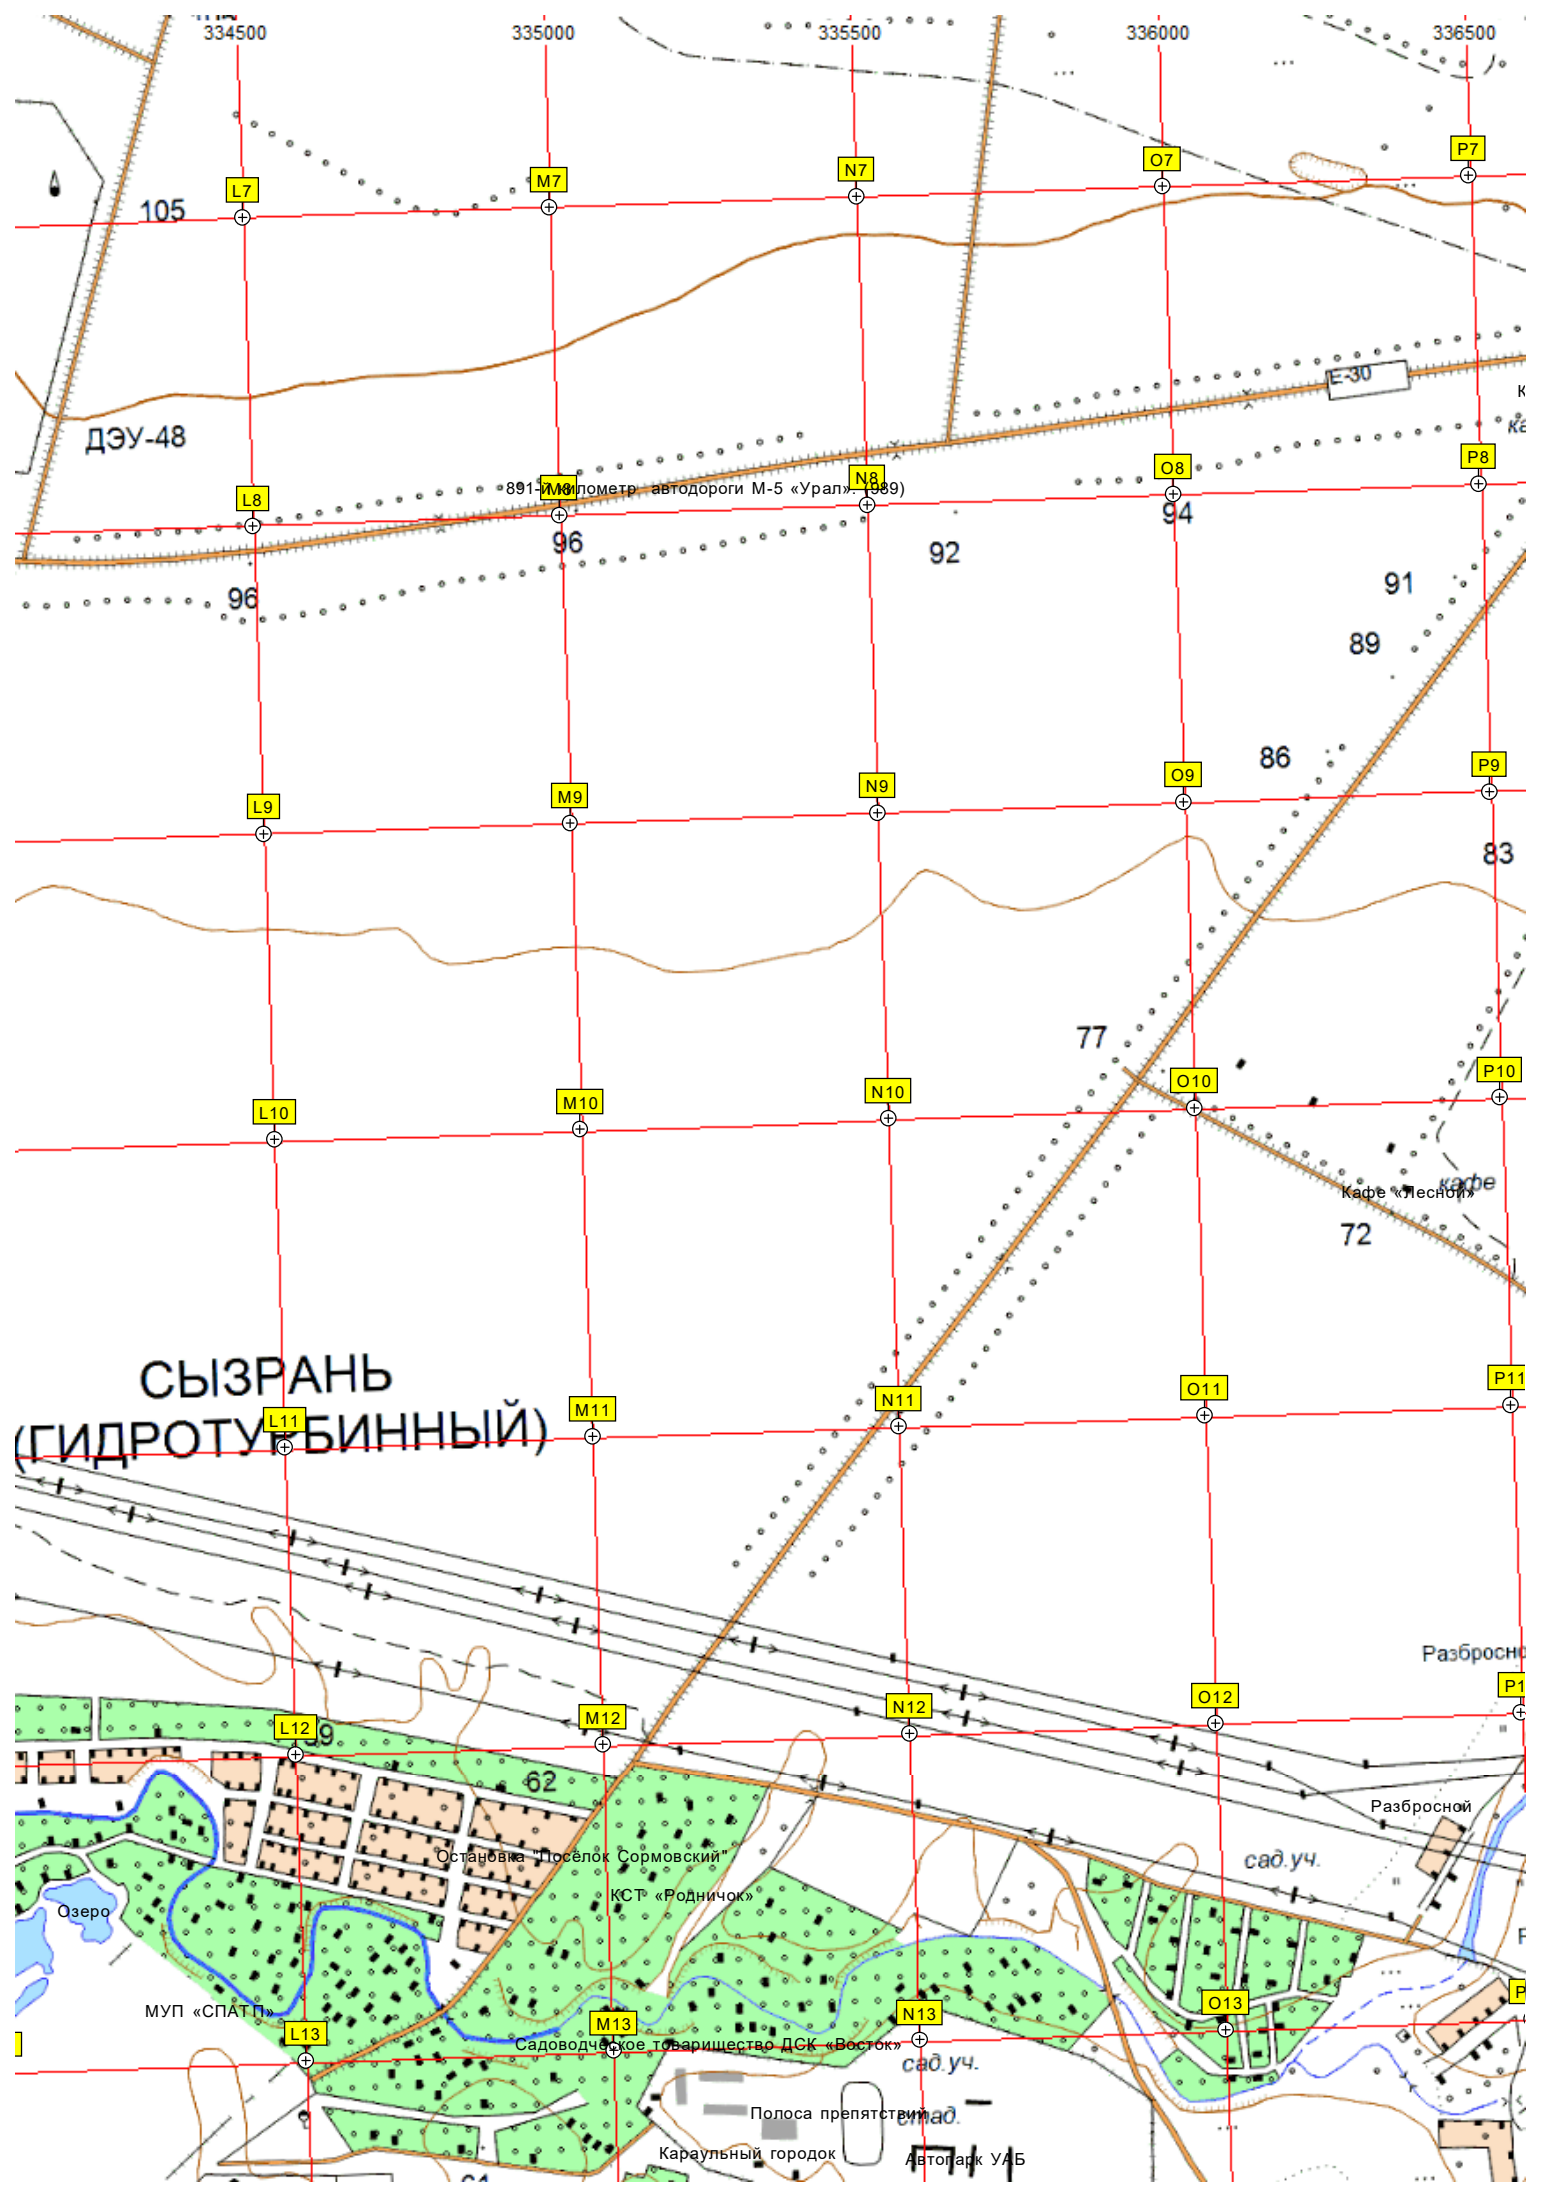 334500 335000 335500 336000 336500
L7 M7 N7 O7 P7
105
E-30
ДЭУ-48
L8 M8 N8 O8 P8
891-й километр автодороги М-5 «Урал». (989)
96 94
92
96
91
89
86
L9 M9 N9 O9 P9
83
77
L10 M10 N10 O10 P10
кафе
Кафе «Лесной»
72
СЫЗРАНЬ
(ГИДРОТУРБИННЫЙ)
L11 M11 N11 O11 P11
L12 M12 N12 O12
62
Разбросной
Остановка "Посёлок Сормовский"
сад.уч.
КСТ «Родничок»
Озеро
МУП «СПАТП»
L13 M13 N13 O13
Садоводческое товарищество ДСК «Восток»
сад.уч.
Полоса препятствий
стад.
Караульный городок
Автопарк УАБ